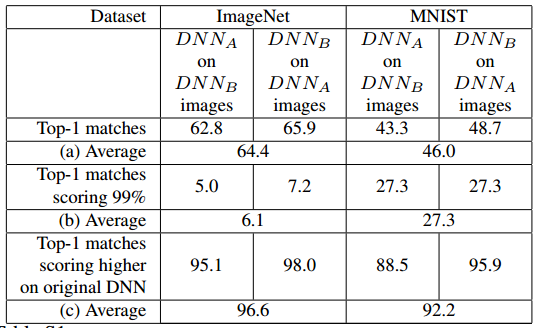 Dataset ImageNet MNIST
DNN_A DNN_B DNN_A DNN_B
on on on on
DNN_B DNN_A DNN_B DNN_A
images images images images
Top-1 matches 62.8 65.9 43.3 48.7
(a) Average 64.4 46.0
Top-1 matches
scoring 99% 5.0 7.2 27.3 27.3
(b) Average 6.1 27.3
Top-1 matches
scoring higher 95.1 98.0 88.5 95.9
on original DNN
(c) Average 96.6 92.2